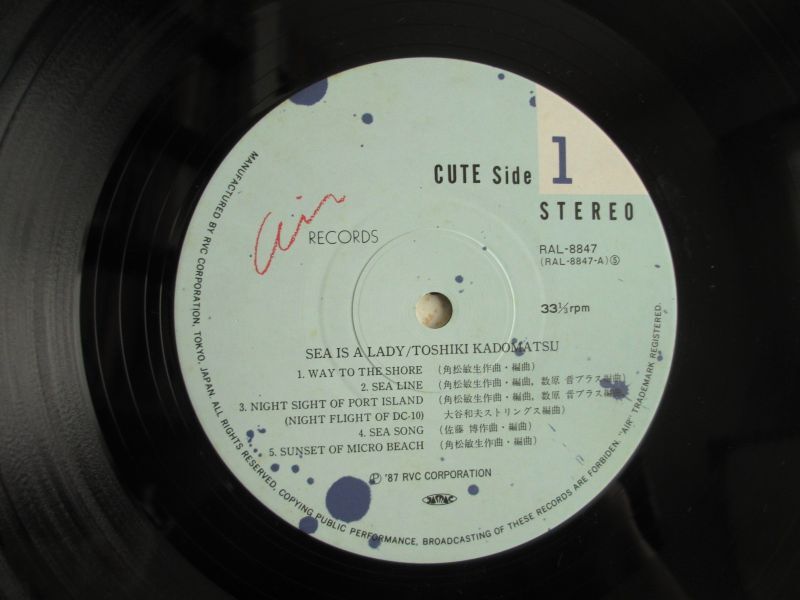 CUTE Side 1
STEREO
Air RECORDS
RAL-8847
(RAL-8847-A)Ⓢ
33⅓rpm
SEA IS A LADY/TOSHIKI KADOMATSU
1. WAY TO THE SHORE (角松敏生作曲・編曲)
2. SEA LINE (角松敏生作曲・編曲, 数原 晋ブラス編曲)
3. NIGHT SIGHT OF PORT ISLAND (角松敏生作曲・編曲, 数原 晋ブラス編曲
(NIGHT FLIGHT OF DC-10) 大谷和夫ストリングス編曲)
4. SEA SONG (佐藤 博作曲・編曲)
5. SUNSET OF MICRO BEACH (角松敏生作曲・編曲)
Ⓟ '87 RVC CORPORATION
JASRAC
MANUFACTURED BY RVC CORPORATION, TOKYO, JAPAN. ALL RIGHTS RESERVED, COPYING, PUBLIC PERFORMANCE, BROADCASTING OF THESE RECORDS ARE FORBIDEN. "AIR" TRADEMARK REGISTERED.